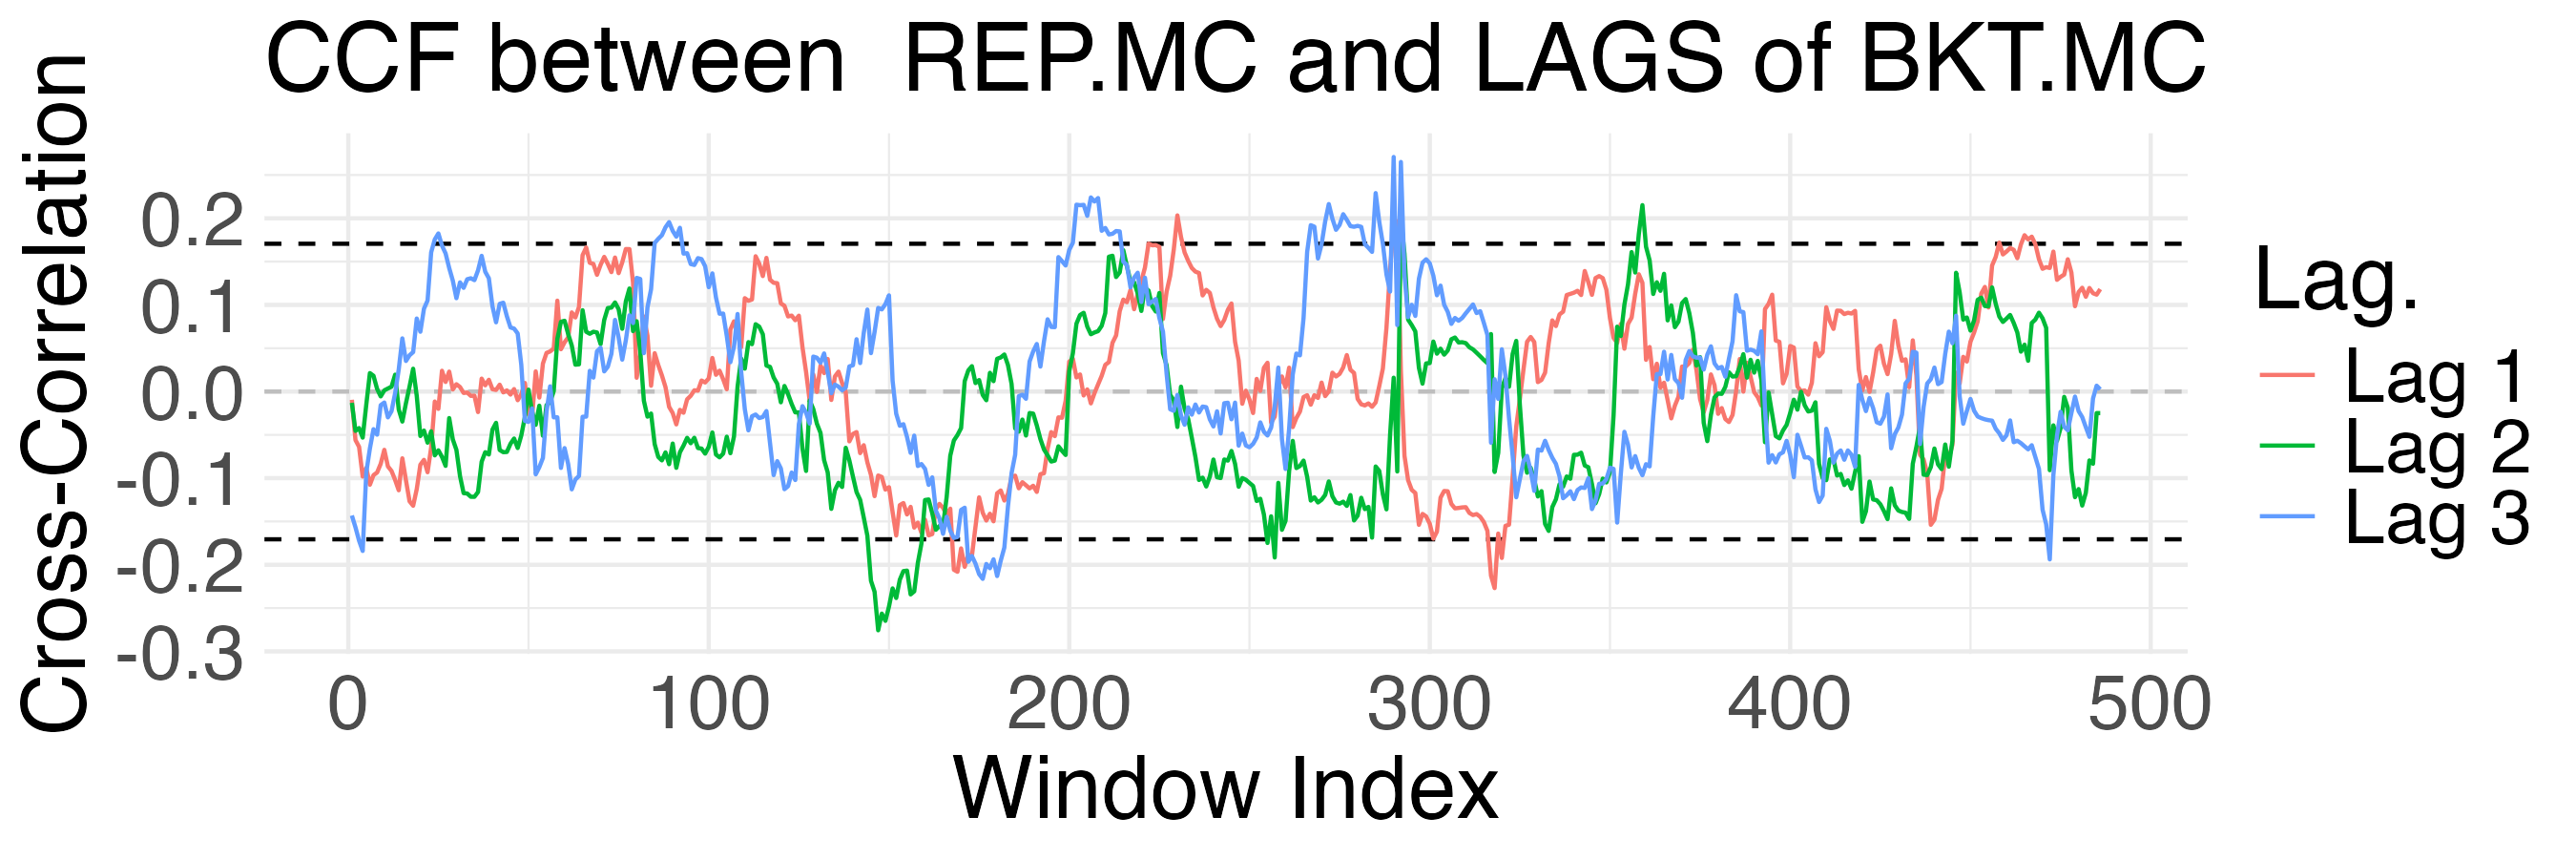 CCF between  REP.MC and LAGS of BKT.MC
Cross-Correlation
0.2
0.1
0.0
-0.1
-0.2
-0.3
0 100 200 300 400 500
Window Index
Lag.
Lag 1
Lag 2
Lag 3